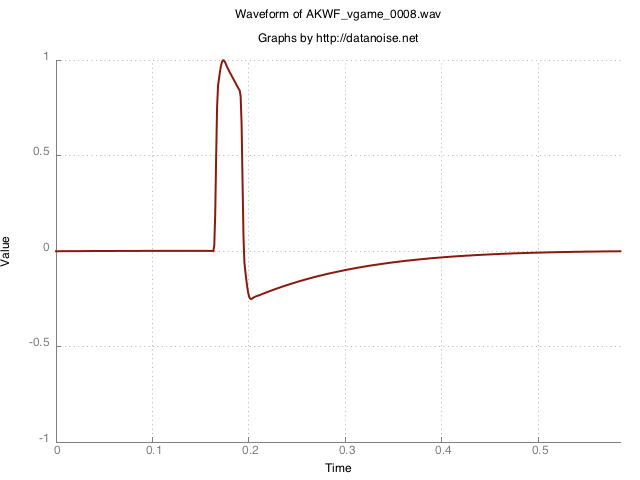 Waveform of AKWF_vgame_0008.wav
Graphs by http://datanoise.net
1
0.5
0
-0.5
-1
Value
0 0.1 0.2 0.3 0.4 0.5
Time